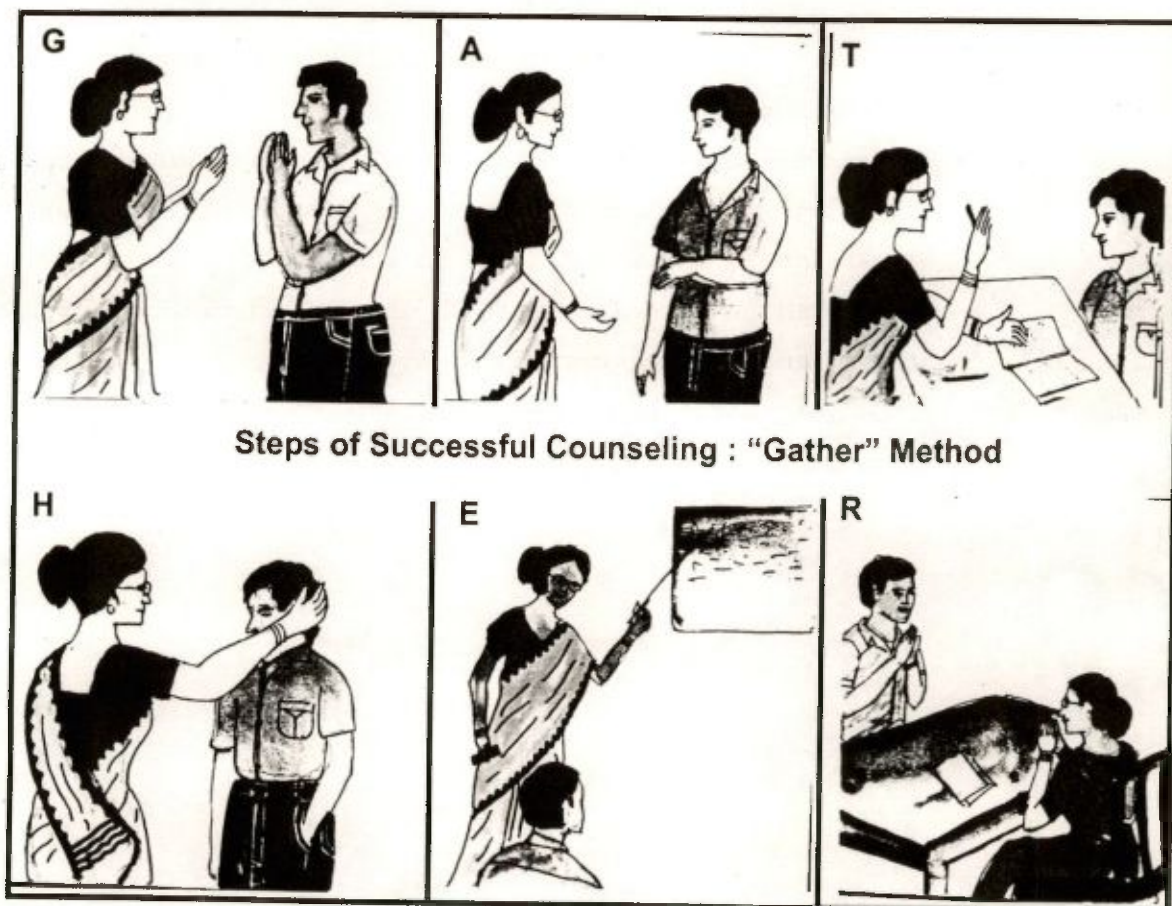 G
A
T
Steps of Successful Counseling : “Gather” Method
H
E
R